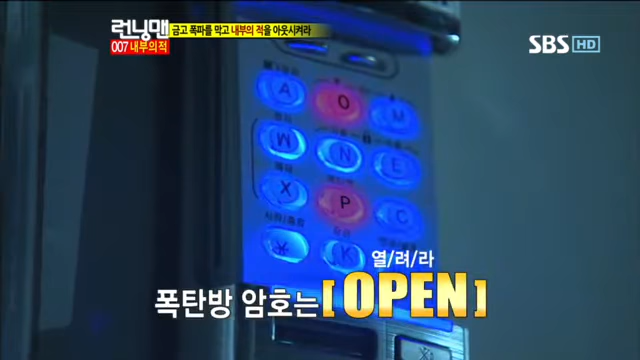 런닝맨 금고 폭파를 막고 내부의 적을 아웃시켜라
007 내부의적
SBS HD
A O M
W N E
X P C
K
열/려/라
폭탄방 암호는 [OPEN]